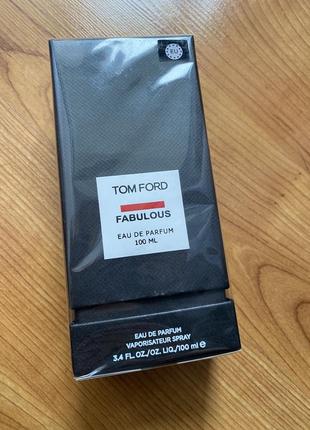 TOM FORD
FABULOUS
EAU DE PARFUM
100 ML
EAU DE PARFUM
VAPORISATEUR SPRAY
3.4 FL. OZ./OZ. LIQ./100 ml ℮